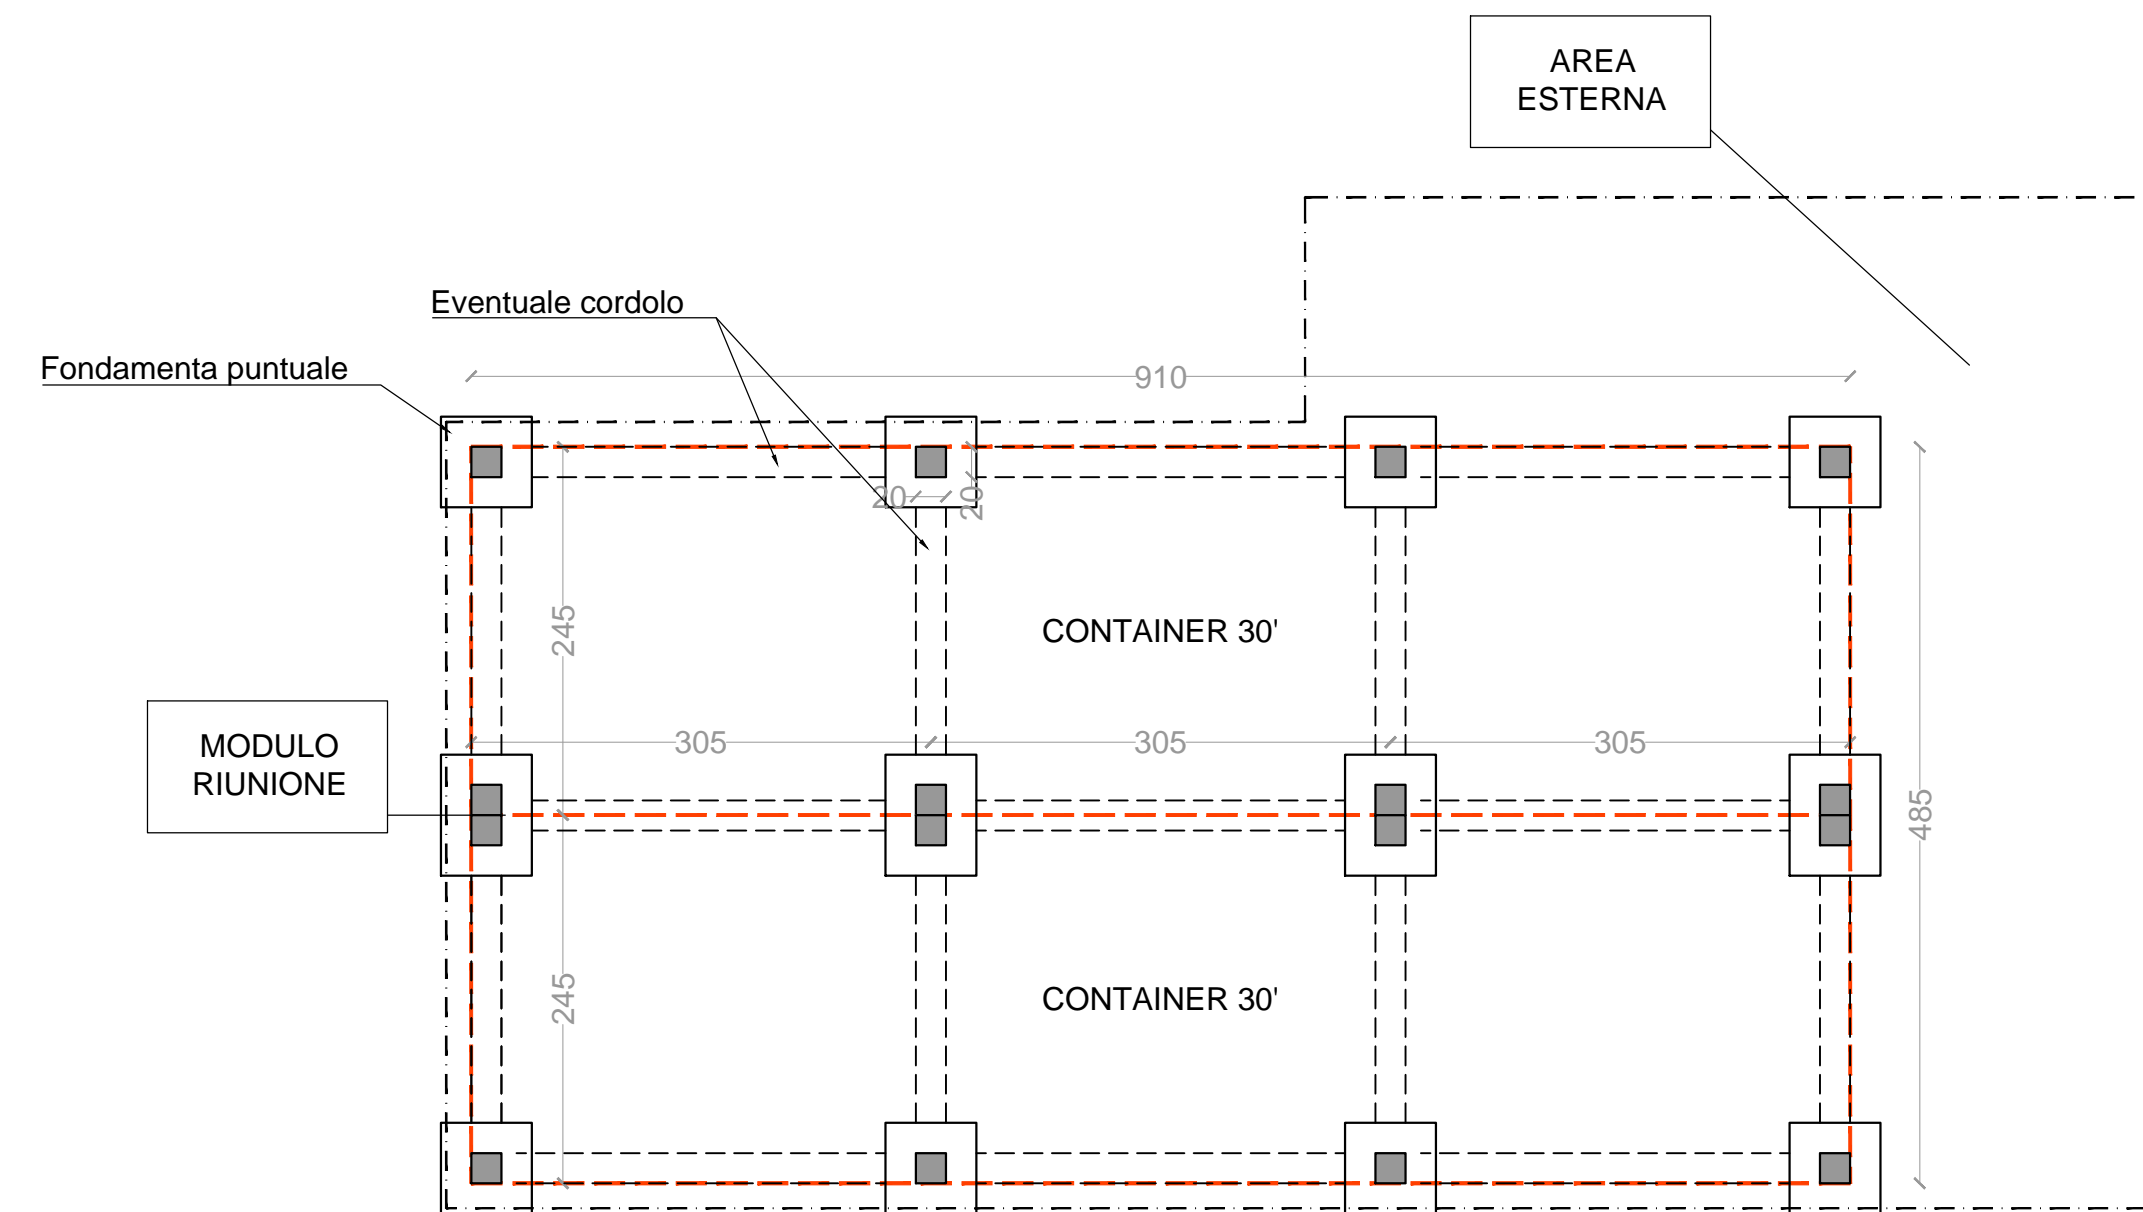 AREA
ESTERNA
Eventuale cordolo
Fondamenta puntuale
910
20
20
245
CONTAINER 30'
MODULO
RIUNIONE
305
305
305
485
245
CONTAINER 30'